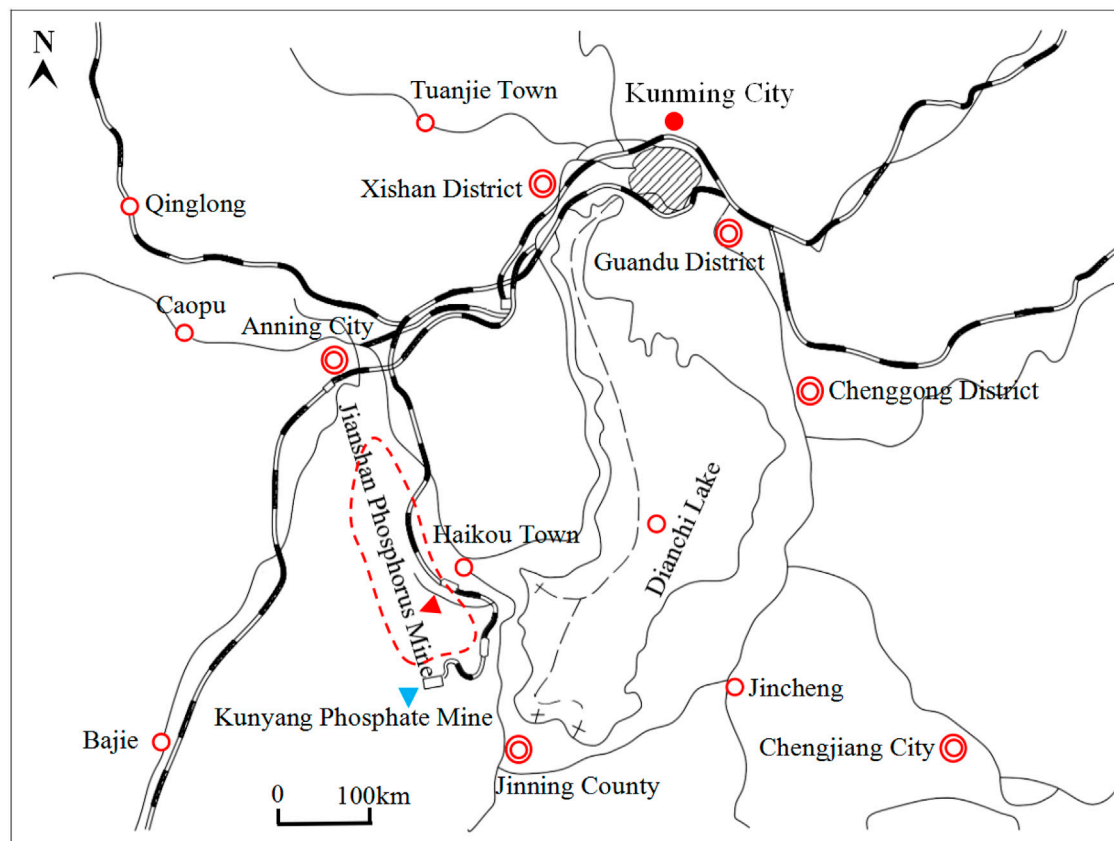 N
Tuanjie Town
Kunming City
Xishan District
Qinglong
Guandu District
Caopu
Anning City
Chenggong District
Jianshan Phosphorus Mine
Haikou Town
Dianchi Lake
Jincheng
Kunyang Phosphate Mine
Bajie
Chengjiang City
Jinning County
0 100km